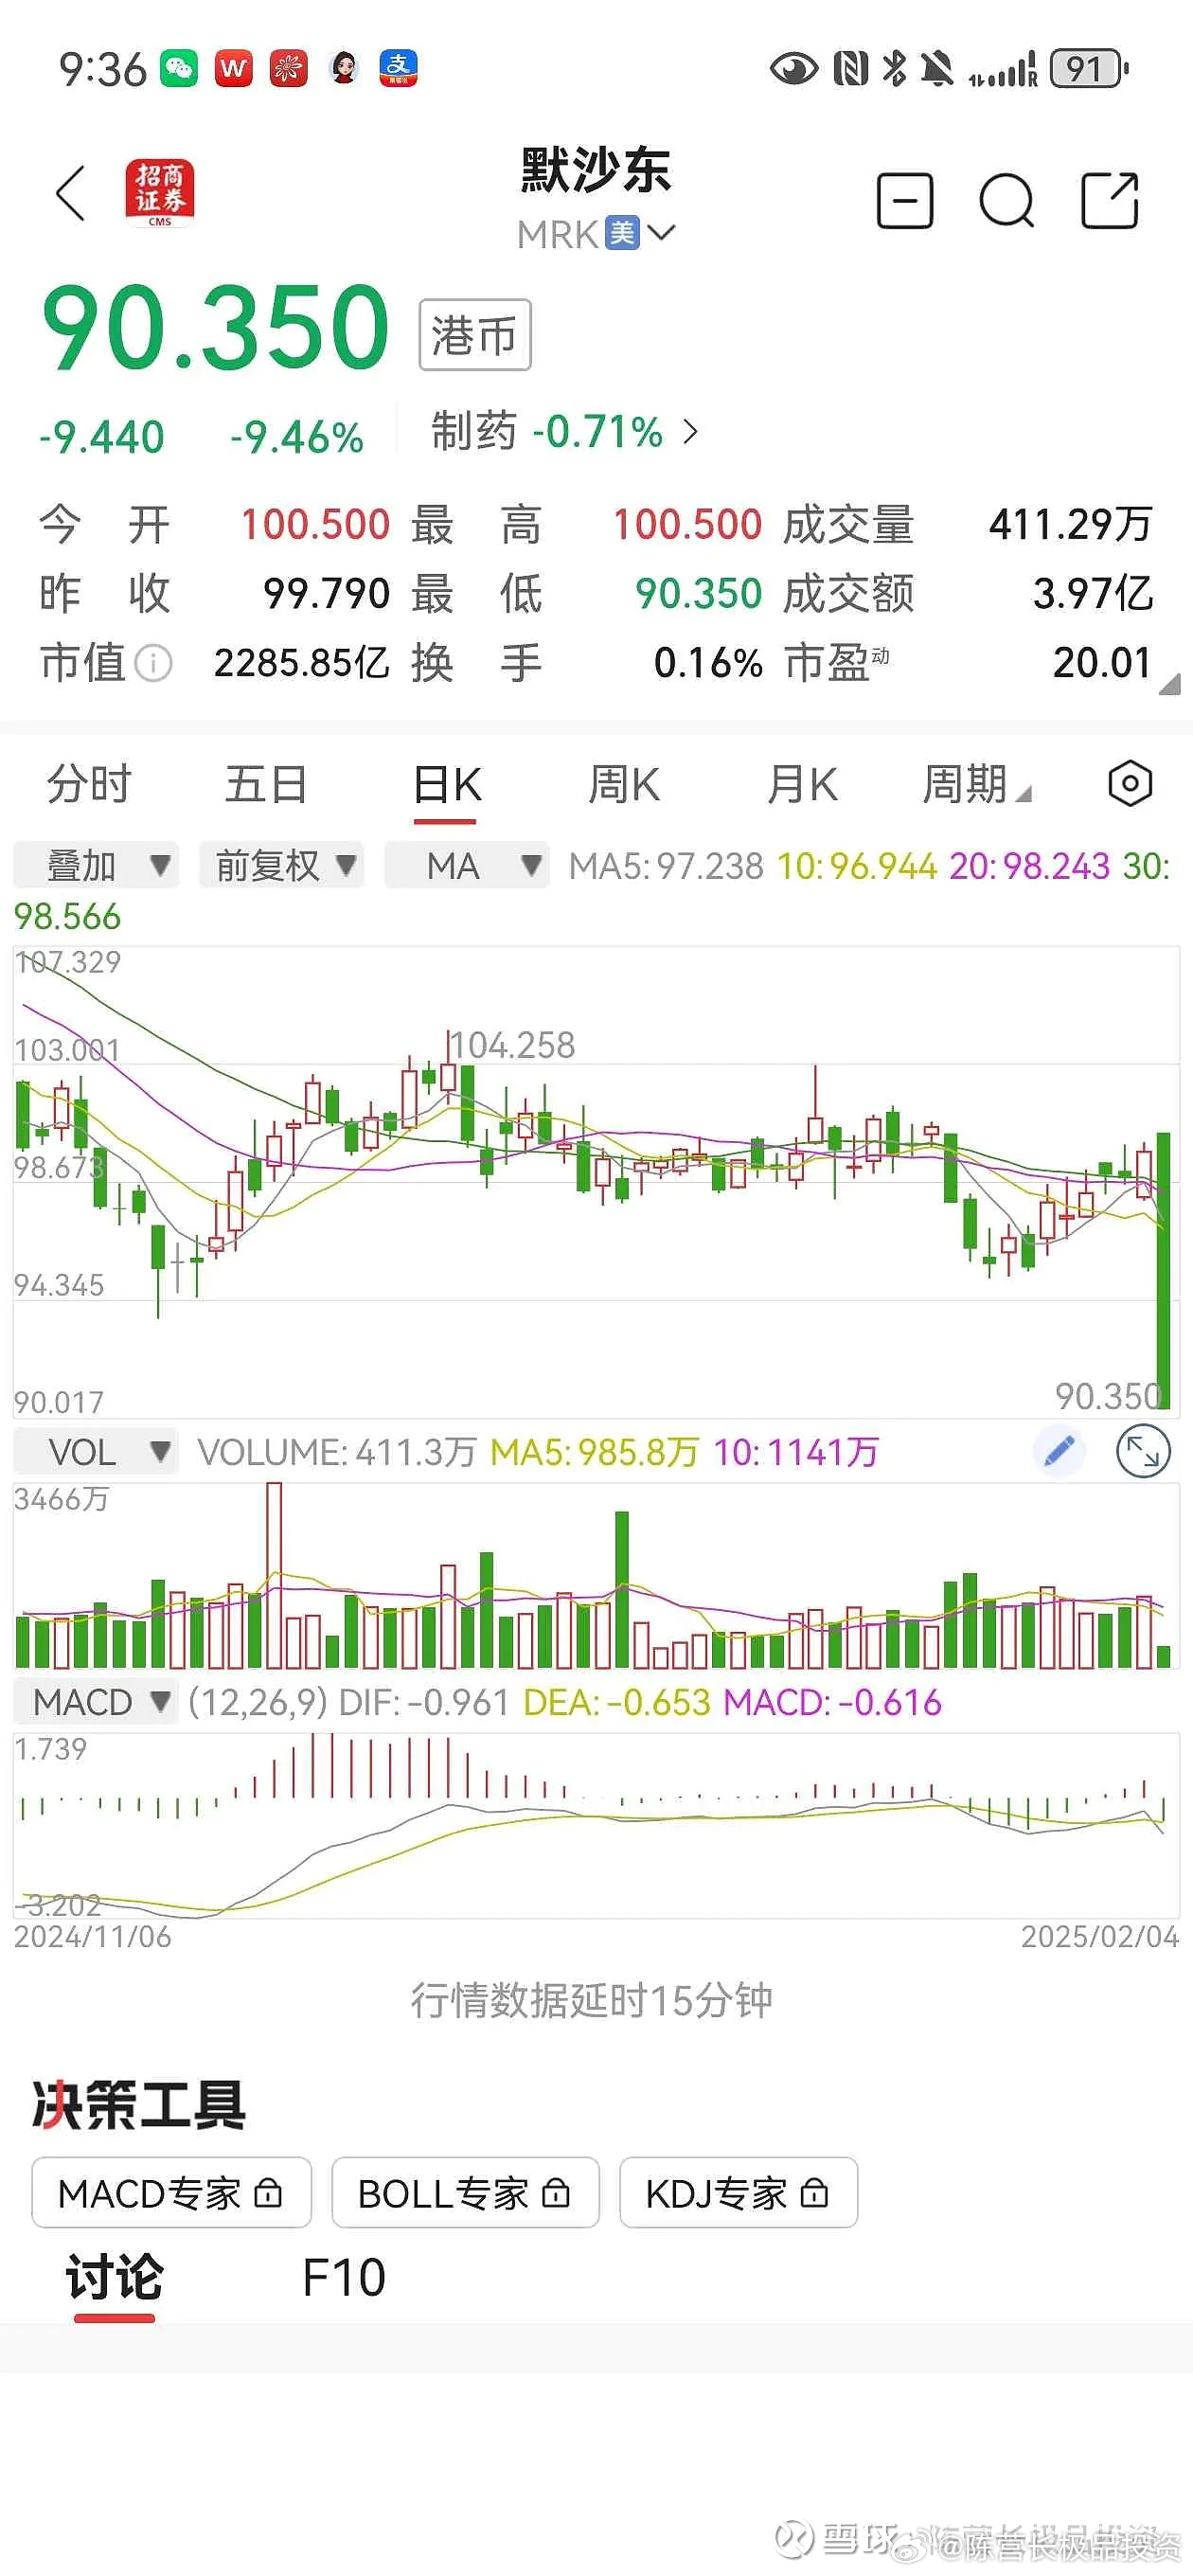 9:36 W 支 N R 91
招商证券 CMS
默沙东
MRK 美
90.350 港币
-9.440 -9.46% 制药 -0.71%
今开 100.500 最高 100.500 成交量 411.29万
昨收 99.790 最低 90.350 成交额 3.97亿
市值 2285.85亿 换手 0.16% 市盈动 20.01
分时 五日 日K 周K 月K 周期
叠加 前复权 MA MA5:97.238 10:96.944 20:98.243 30:
98.566
107.329
103.001
104.258
98.673
94.345
90.017
90.350
VOL VOLUME:411.3万 MA5:985.8万 10:1141万
3466万
MACD (12,26,9) DIF:-0.961 DEA:-0.653 MACD:-0.616
1.739
-3.202
2024/11/06 2025/02/04
行情数据延时15分钟
决策工具
MACD专家 BOLL专家 KDJ专家
讨论 F10
雪球
@陈营长极品投资